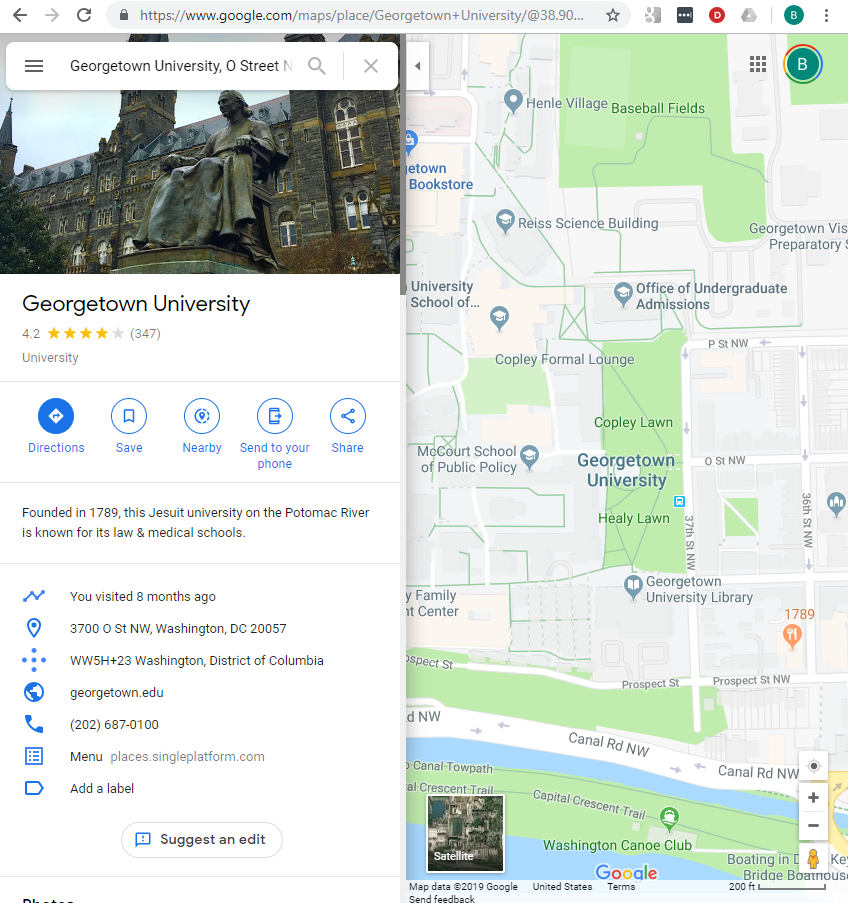 https://www.google.com/maps/place/Georgetown+University/@38.90...
B
Georgetown University, O Street N
Georgetown University
4.2
(347)
University
Directions
Save
Nearby
Send to your
phone
Share
Founded in 1789, this Jesuit university on the Potomac River
is known for its law & medical schools.
You visited 8 months ago
3700 O St NW, Washington, DC 20057
WW5H+23 Washington, District of Columbia
georgetown.edu
(202) 687-0100
Menu places.singleplatform.com
Add a label
Suggest an edit
B
Henle Village
Baseball Fields
getown
Bookstore
Reiss Science Building
Georgetown Vis
Preparatory S
University
School of...
Office of Undergraduate
Admissions
P St NW
Copley Formal Lounge
Copley Lawn
McCourt School
of Public Policy
Georgetown
University
O St NW
Healy Lawn
37th St NW
36th St NW
Georgetown
University Library
y Family
nt Center
1789
Prospect St
Prospect St NW
Prospect St NW
d NW
Canal Rd NW
Canal Rd NW
o Canal Towpath
tal Crescent Trail
Capital Crescent Trail
Washington Canoe Club
Satellite
Google
Boating in D Key
Bridge Boathouse
Map data ©2019 Google United States Terms 200 ft
Send feedback